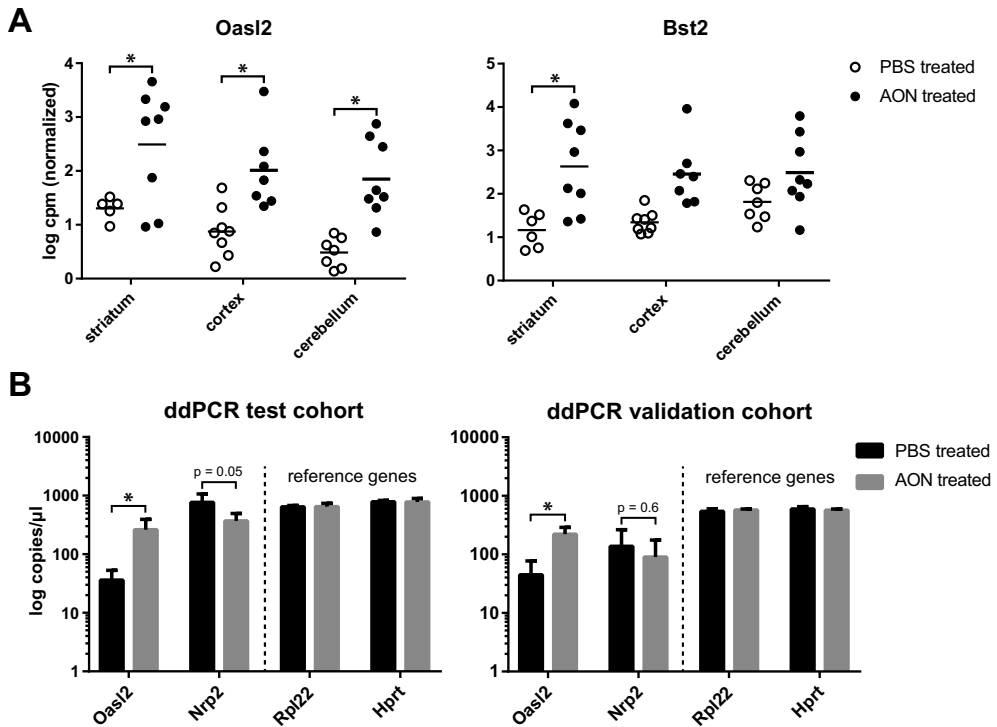 A
Oasl2
Bst2
PBS treated
AON treated
log cpm (normalized)
4
3
2
1
0
*
*
*
striatum
cortex
cerebellum
5
4
3
2
1
0
*
striatum
cortex
cerebellum
B
ddPCR test cohort
ddPCR validation cohort
PBS treated
AON treated
log copies/µl
10000
1000
100
10
1
*
p = 0.05
reference genes
Oasl2
Nrp2
Rpl22
Hprt
10000
1000
100
10
1
*
p = 0.6
reference genes
Oasl2
Nrp2
Rpl22
Hprt